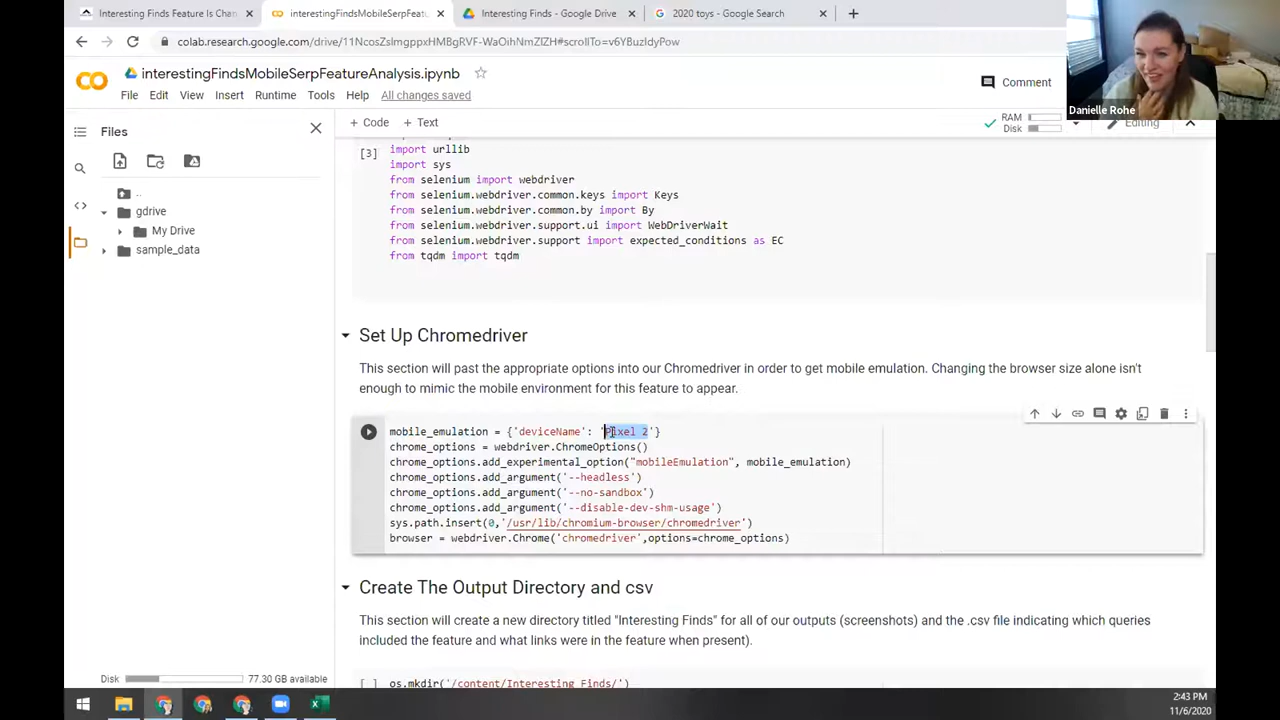 Interesting Finds Feature Is Chan
interestingFindsMobileSerpFeatu
Interesting Finds - Google Drive
2020 toys - Google Search
colab.research.google.com/drive/
interestingFindsMobileSerpFeatureAnalysis.ipynb
File Edit View Insert Runtime Tools Help All changes saved
Comment
Danielle Rohe
Files
+ Code + Text
RAM
Disk
Editing
[3]
import urllib
import sys
from selenium import webdriver
from selenium.webdriver.common.keys import Keys
from selenium.webdriver.common.by import By
from selenium.webdriver.support.ui import WebDriverWait
from selenium.webdriver.support import expected_conditions as EC
from tqdm import tqdm
..
gdrive
My Drive
sample_data
Set Up Chromedriver
This section will past the appropriate options into our Chromedriver in order to get mobile emulation. Changing the browser size alone isn't
enough to mimic the mobile environment for this feature to appear.
mobile_emulation = {'deviceName': 'Pixel 2'}
chrome_options = webdriver.ChromeOptions()
chrome_options.add_experimental_option("mobileEmulation", mobile_emulation)
chrome_options.add_argument('--headless')
chrome_options.add_argument('--no-sandbox')
chrome_options.add_argument('--disable-dev-shm-usage')
sys.path.insert(0,'/usr/lib/chromium-browser/chromedriver')
browser = webdriver.Chrome('chromedriver',options=chrome_options)
Create The Output Directory and csv
This section will create a new directory titled "Interesting Finds" for all of our outputs (screenshots) and the .csv file indicating which queries
included the feature and what links were in the feature when present).
[ ] os.mkdir('/content/Interesting Finds/')
Disk 77.30 GB available
2:43 PM
11/6/2020